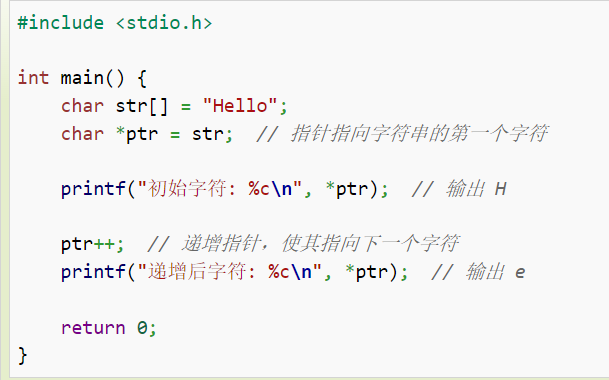 #include <stdio.h>
int main() {
    char str[] = "Hello";
    char *ptr = str;  // 指针指向字符串的第一个字符
    printf("初始字符: %c\n", *ptr);  // 输出 H
    ptr++;  // 递增指针，使其指向下一个字符
    printf("递增后字符: %c\n", *ptr);  // 输出 e
    return 0;
}